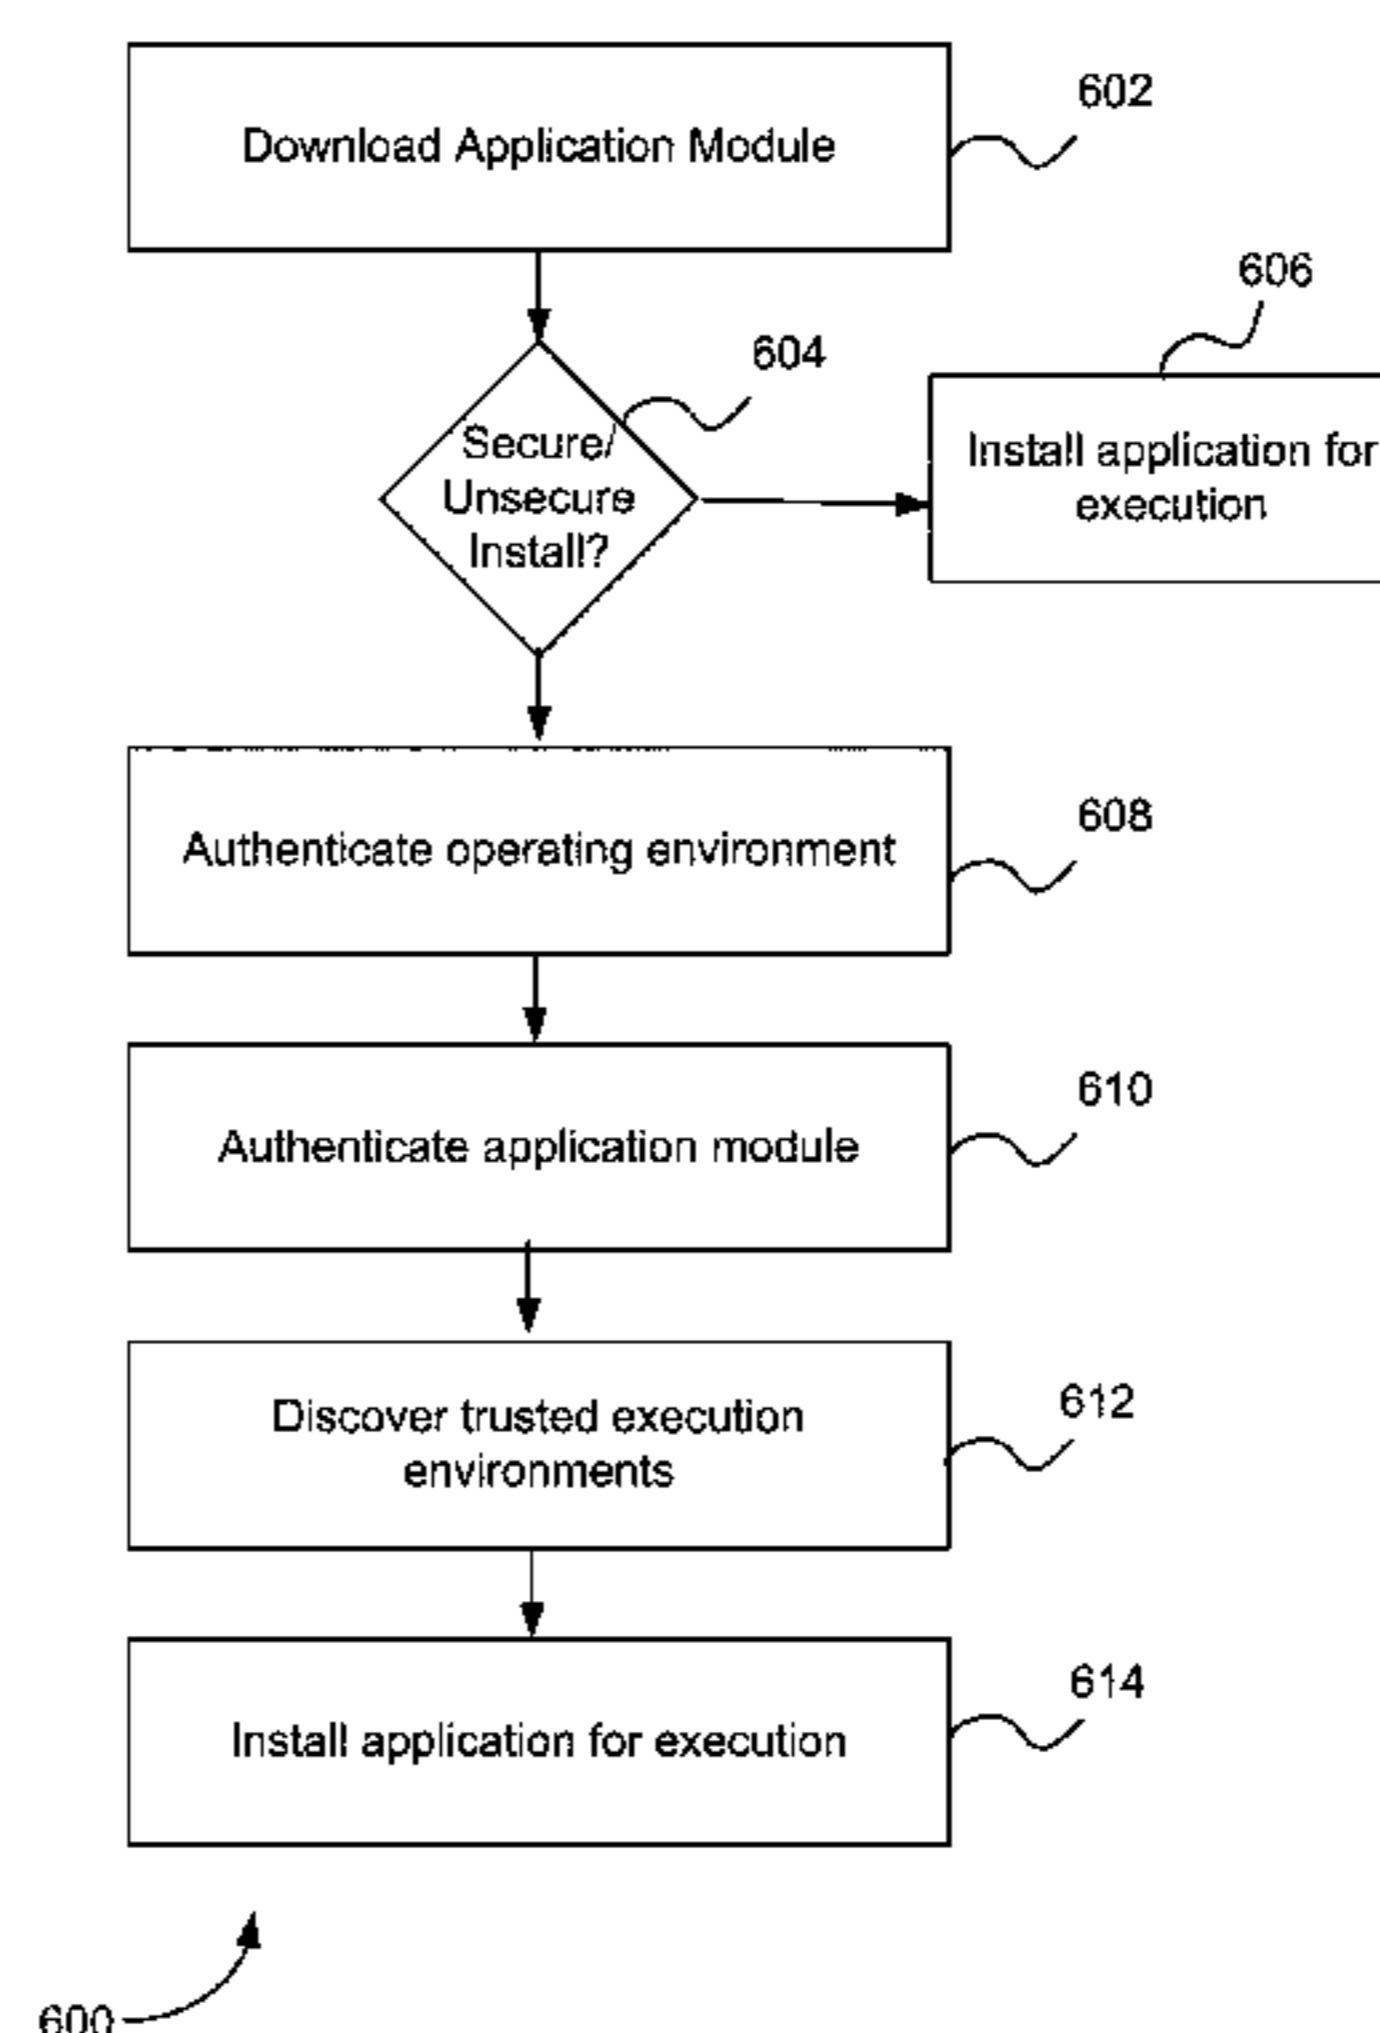 Download Application Module
602
604
606
Secure/
Unsecure
Install?
Install application for
execution
Authenticate operating environment
608
Authenticate application module
610
Discover trusted execution
environments
612
Install application for execution
614
600